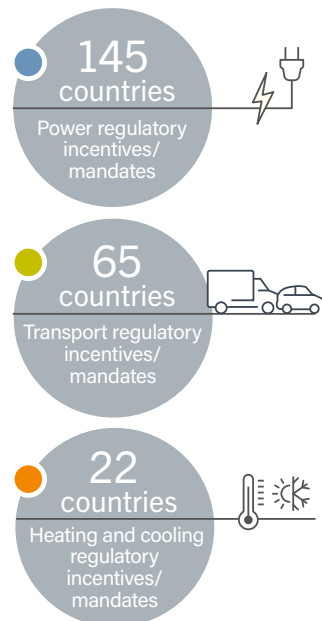 145
countries
Power regulatory
incentives/
mandates
65
countries
Transport regulatory
incentives/
mandates
22
countries
Heating and cooling
regulatory
incentives/
mandates